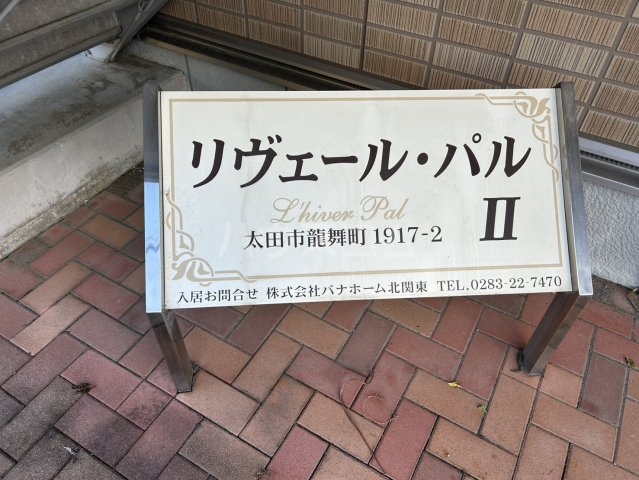 リヴェール・パル
L'hiver Pal
II
太田市龍舞町 1917-2
入居お問合せ 株式会社パナホーム北関東 TEL.0283-22-7470